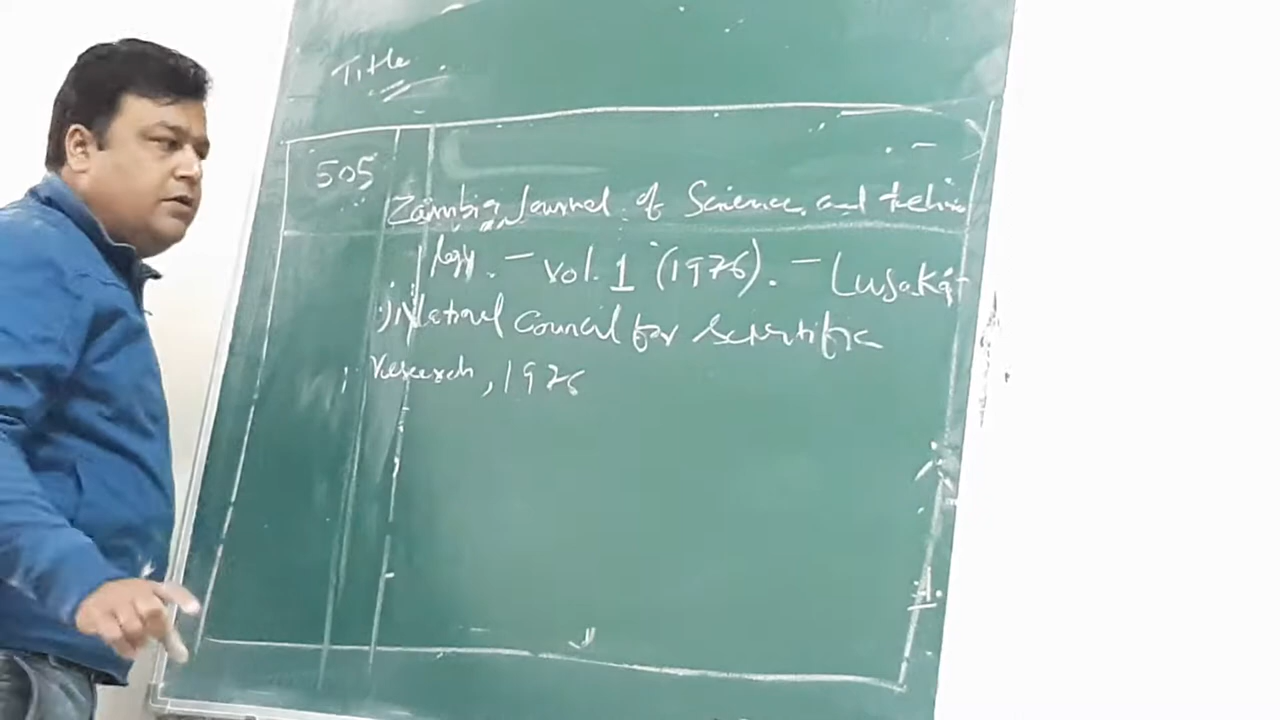 Title
505
Zambia Journal of Science and techno
logy. – Vol. 1 (1976). – Lusaka
: National Council for Scientific
Research, 1976